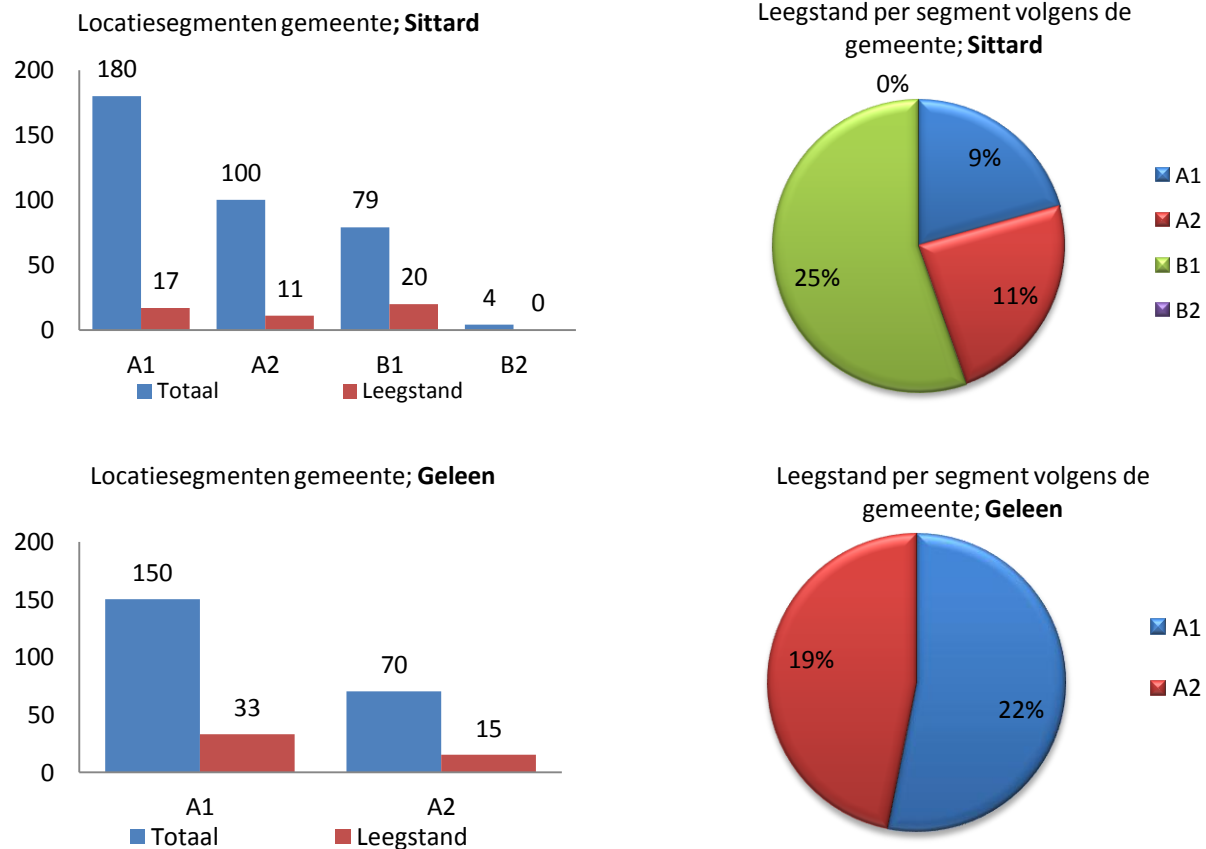 Locatiesegmenten gemeente; Sittard
200
150
100
50
0
180
17
100
11
79
20
4
0
A1
A2
B1
B2
Totaal
Leegstand
Leegstand per segment volgens de
gemeente; Sittard
0%
9%
11%
25%
A1
A2
B1
B2
Locatiesegmenten gemeente; Geleen
200
150
100
50
0
150
33
70
15
A1
A2
Totaal
Leegstand
Leegstand per segment volgens de
gemeente; Geleen
19%
22%
A1
A2